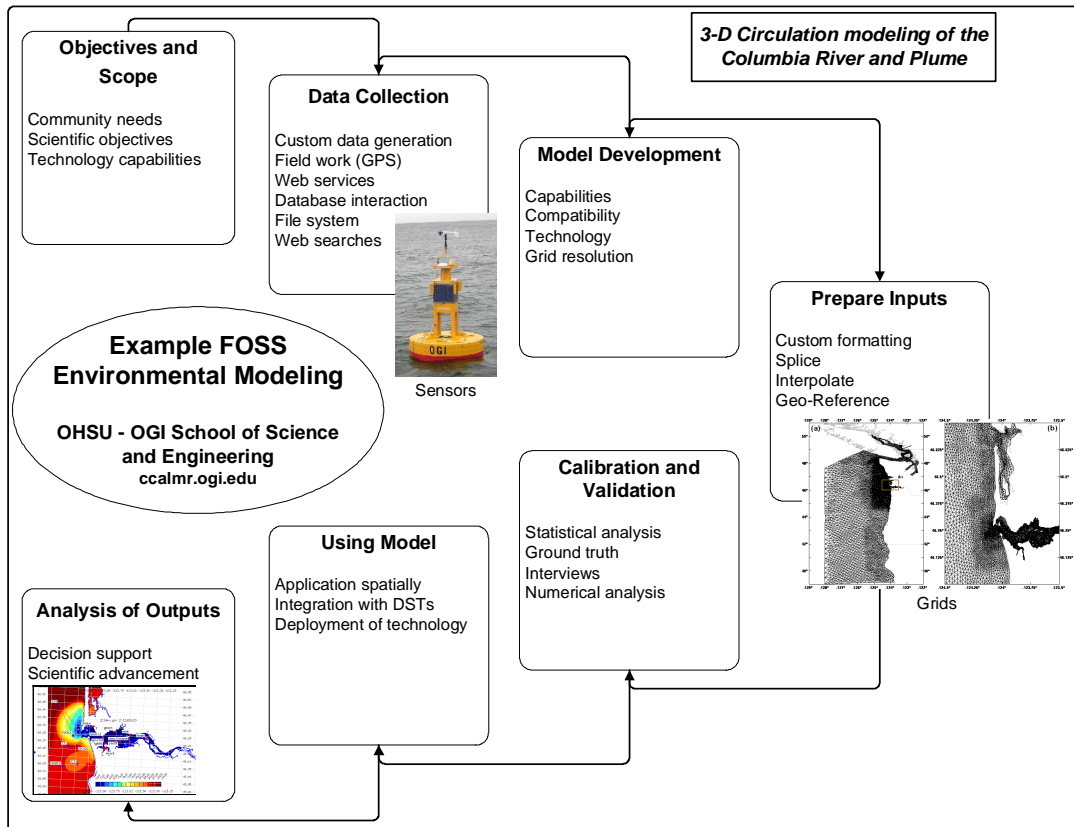 3-D Circulation modeling of the
Columbia River and Plume
Objectives and
Scope
Community needs
Scientific objectives
Technology capabilities
Data Collection
Custom data generation
Field work (GPS)
Web services
Database interaction
File system
Web searches
OGI
Sensors
Model Development
Capabilities
Compatibility
Technology
Grid resolution
Prepare Inputs
Custom formatting
Splice
Interpolate
Geo-Reference
(a)
(b)
Grids
Example FOSS
Environmental Modeling
OHSU - OGI School of Science
and Engineering
ccalmr.ogi.edu
Calibration and
Validation
Statistical analysis
Ground truth
Interviews
Numerical analysis
Using Model
Application spatially
Integration with DSTs
Deployment of technology
Analysis of Outputs
Decision support
Scientific advancement